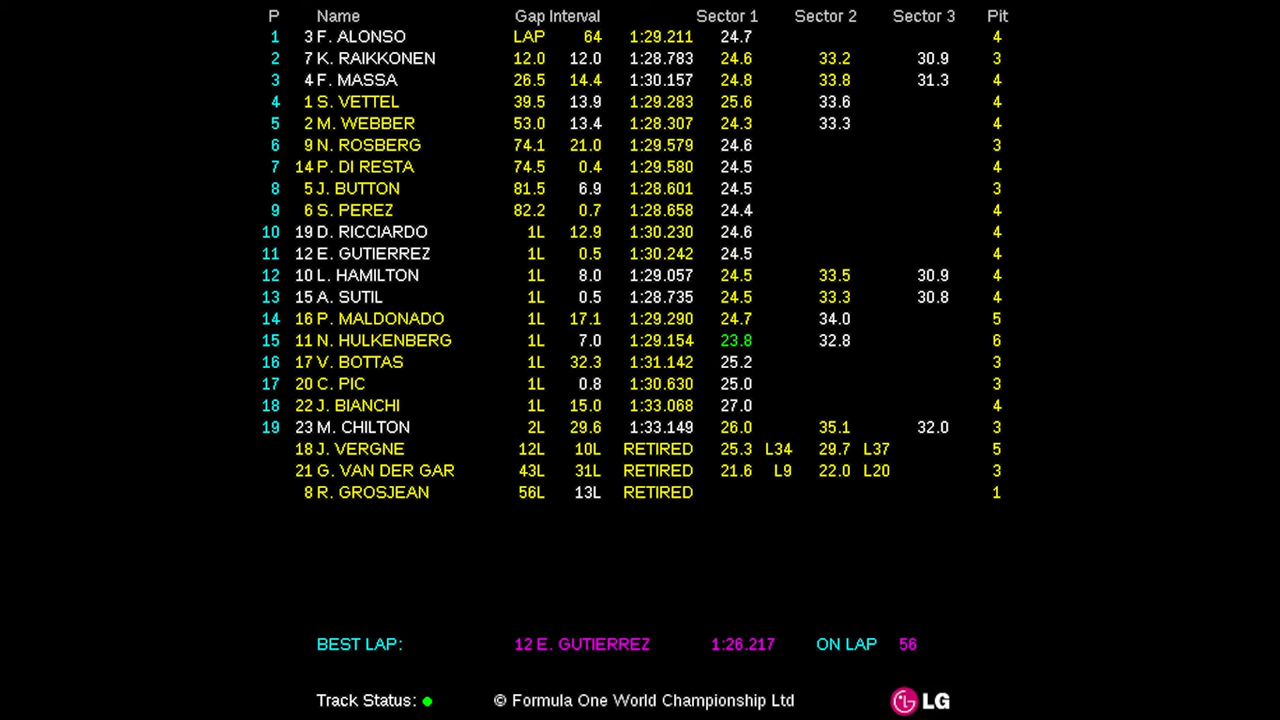 P Name Gap Interval Sector 1 Sector 2 Sector 3 Pit
1 3 F. ALONSO LAP 64 1:29.211 24.7 4
2 7 K. RAIKKONEN 12.0 12.0 1:28.783 24.6 33.2 30.9 3
3 4 F. MASSA 26.5 14.4 1:30.157 24.8 33.8 31.3 4
4 1 S. VETTEL 39.5 13.9 1:29.283 25.6 33.6 4
5 2 M. WEBBER 53.0 13.4 1:28.307 24.3 33.3 4
6 9 N. ROSBERG 74.1 21.0 1:29.579 24.6 3
7 14 P. DI RESTA 74.5 0.4 1:29.580 24.5 4
8 5 J. BUTTON 81.5 6.9 1:28.601 24.5 3
9 6 S. PEREZ 82.2 0.7 1:28.658 24.4 4
10 19 D. RICCIARDO 1L 12.9 1:30.230 24.6 4
11 12 E. GUTIERREZ 1L 0.5 1:30.242 24.5 4
12 10 L. HAMILTON 1L 8.0 1:29.057 24.5 33.5 30.9 4
13 15 A. SUTIL 1L 0.5 1:28.735 24.5 33.3 30.8 4
14 16 P. MALDONADO 1L 17.1 1:29.290 24.7 34.0 5
15 11 N. HULKENBERG 1L 7.0 1:29.154 23.8 32.8 6
16 17 V. BOTTAS 1L 32.3 1:31.142 25.2 3
17 20 C. PIC 1L 0.8 1:30.630 25.0 3
18 22 J. BIANCHI 1L 15.0 1:33.068 27.0 4
19 23 M. CHILTON 2L 29.6 1:33.149 26.0 35.1 32.0 3
18 J. VERGNE 12L 10L RETIRED 25.3 L34 29.7 L37 5
21 G. VAN DER GAR 43L 31L RETIRED 21.6 L9 22.0 L20 3
8 R. GROSJEAN 56L 13L RETIRED 1
BEST LAP: 12 E. GUTIERREZ 1:26.217 ON LAP 56
Track Status: © Formula One World Championship Ltd LG